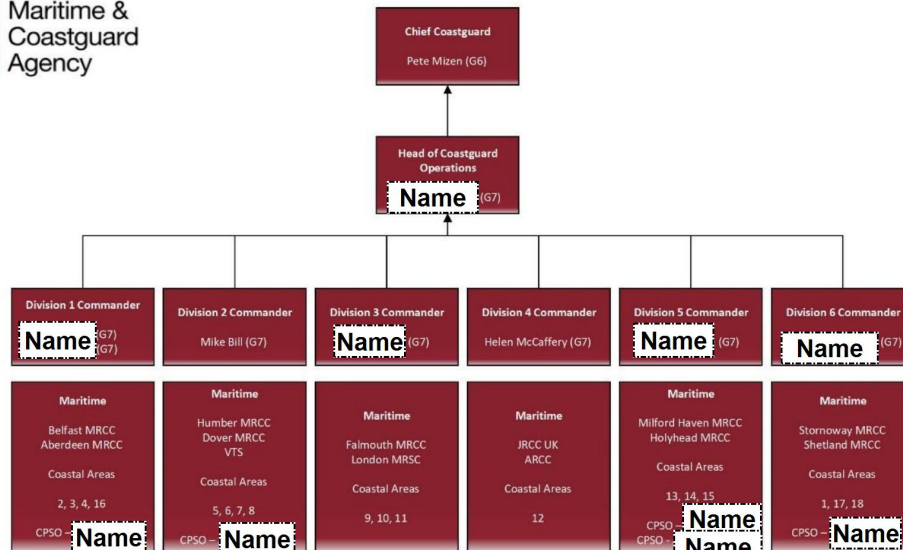 Maritime &
Coastguard
Agency
Chief Coastguard
Pete Mizen (G6)
Head of Coastguard
Operations
Name (G7)
Division 1 Commander
Name (G7)
(G7)
Division 2 Commander
Mike Bill (G7)
Division 3 Commander
Name (G7)
Division 4 Commander
Helen McCaffery (G7)
Division 5 Commander
Name (G7)
Division 6 Commander
Name (G7)
Maritime
Belfast MRCC
Aberdeen MRCC
Coastal Areas
2, 3, 4, 16
CPSO – Name
Maritime
Humber MRCC
Dover MRCC
VTS
Coastal Areas
5, 6, 7, 8
CPSO – Name
Maritime
Falmouth MRCC
London MRSC
Coastal Areas
9, 10, 11
Maritime
JRCC UK
ARCC
Coastal Areas
12
Maritime
Milford Haven MRCC
Holyhead MRCC
Coastal Areas
13, 14, 15
CPSO – Name
CPSO - Name
Maritime
Stornoway MRCC
Shetland MRCC
Coastal Areas
1, 17, 18
CPSO – Name